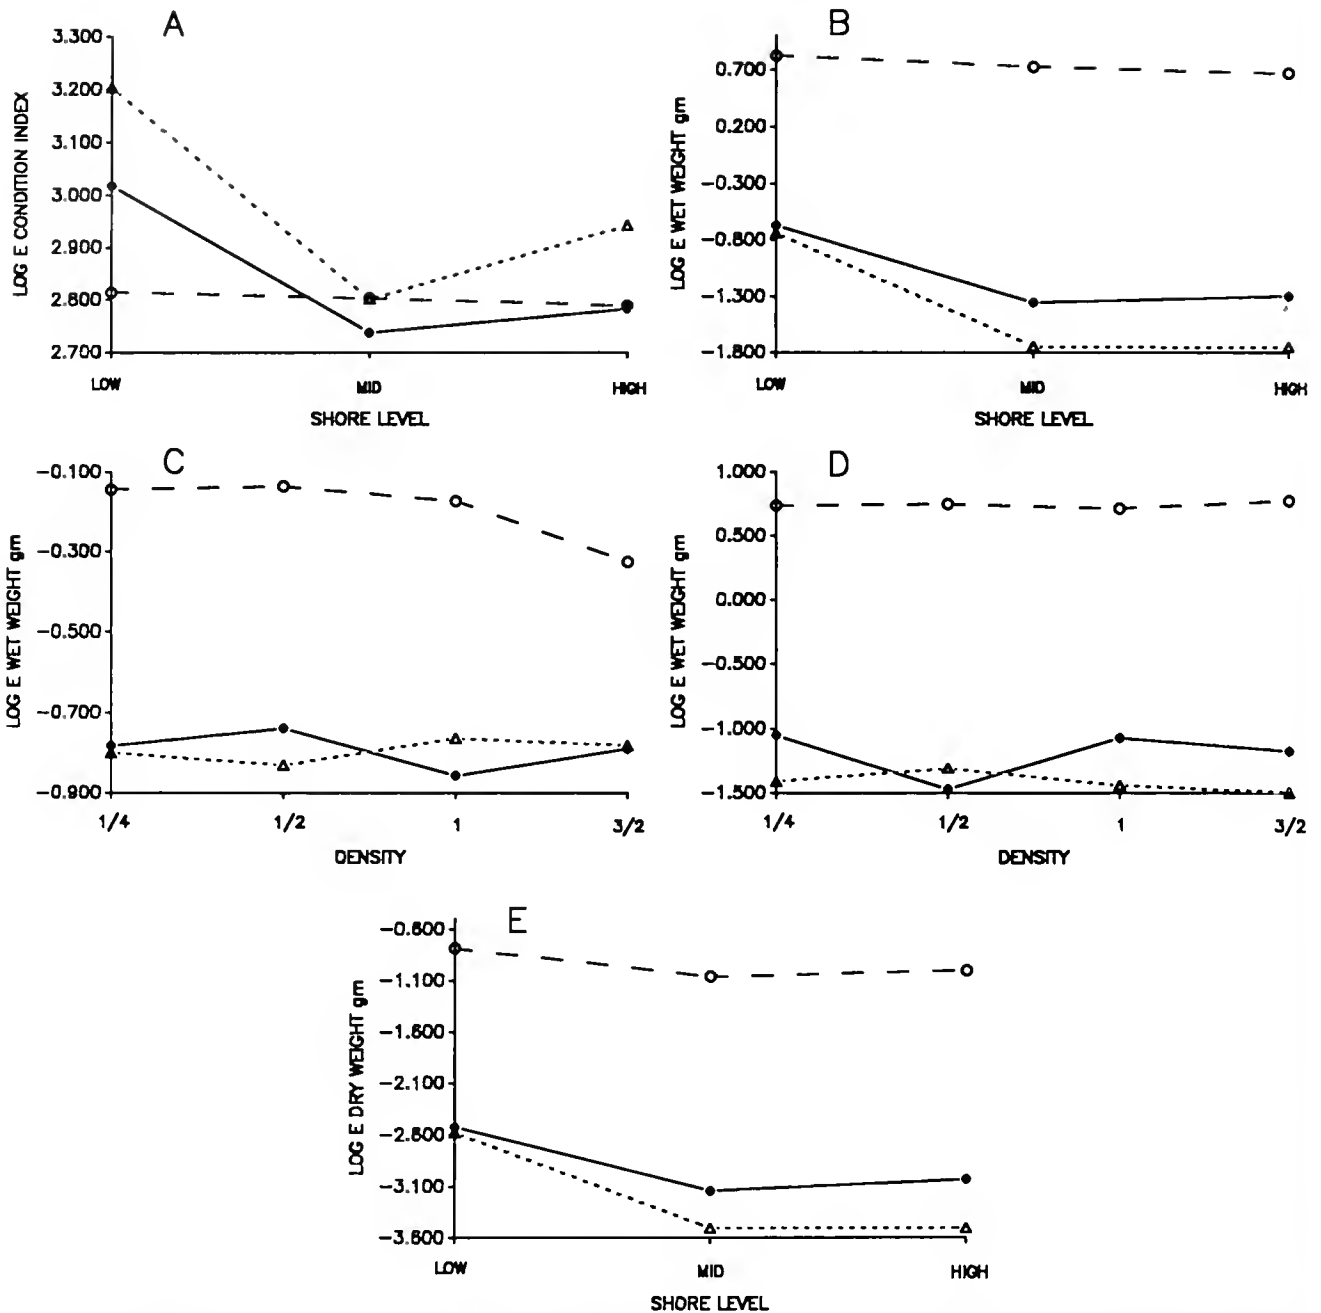 A
3.300
3.200
3.100
3.000
2.900
2.800
2.700
LOG E CONDITION INDEX
LOW MID HIGH
SHORE LEVEL
B
0.700
0.200
-0.300
-0.800
-1.300
-1.800
LOG E WET WEIGHT gm
LOW MID HIGH
SHORE LEVEL
C
-0.100
-0.300
-0.500
-0.700
-0.900
LOG E WET WEIGHT gm
1/4 1/2 1 3/2
DENSITY
D
1.000
0.500
0.000
-0.500
-1.000
-1.500
LOG E WET WEIGHT gm
1/4 1/2 1 3/2
DENSITY
E
-0.600
-1.100
-1.600
-2.100
-2.600
-3.100
-3.600
LOG E DRY WEIGHT gm
LOW MID HIGH
SHORE LEVEL